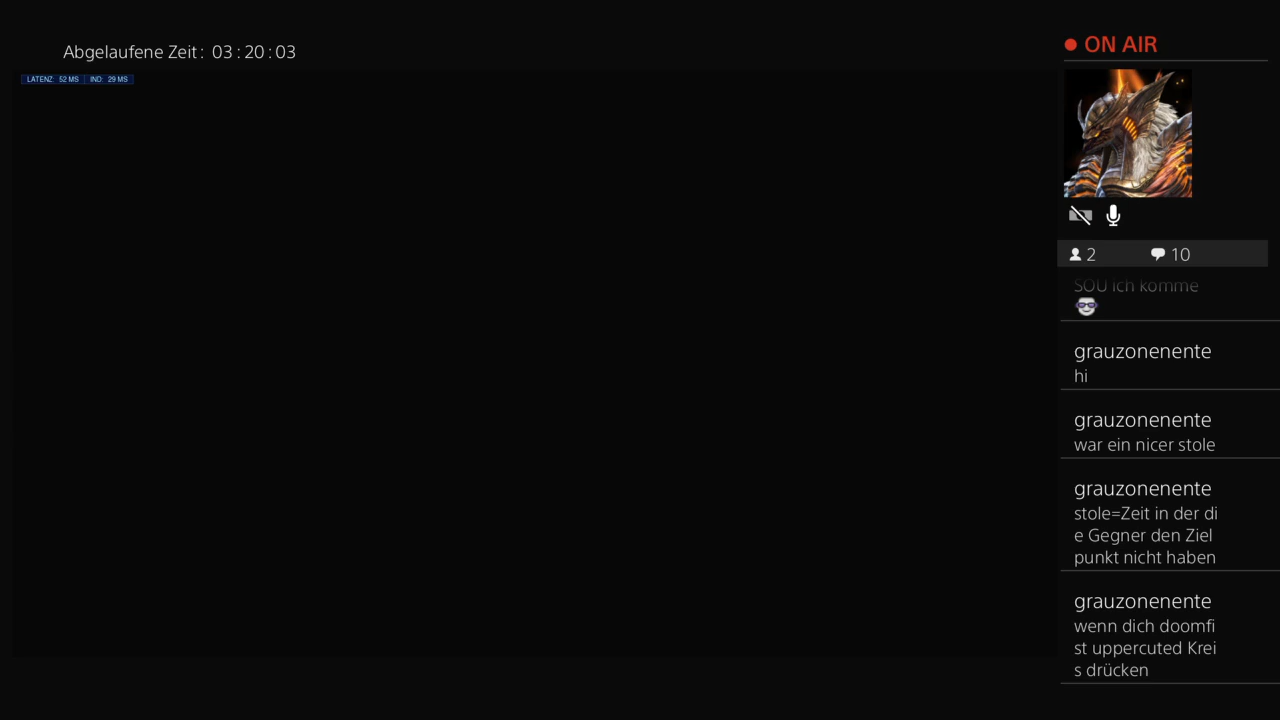 Abgelaufene Zeit: 03:20:03
LATENZ: 52 MS IND: 29 MS
ON AIR
2 10
SOU ich komme
grauzonenente
hi
grauzonenente
war ein nicer stole
grauzonenente
stole=Zeit in der di
e Gegner den Ziel
punkt nicht haben
grauzonenente
wenn dich doomfi
st uppercuted Krei
s drücken